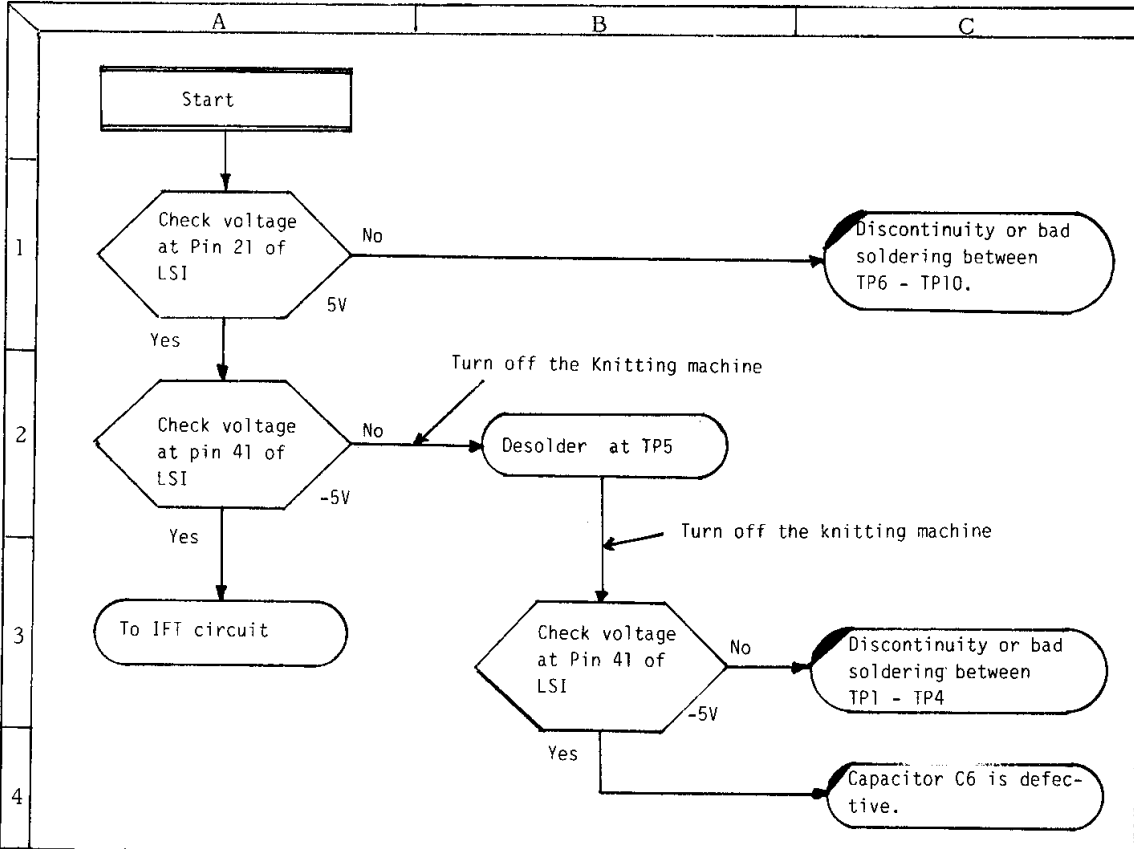 A B C
Start
1
Check voltage
at Pin 21 of
LSI
No
5V
Yes
Discontinuity or bad
soldering between
TP6 - TP10.
2
Turn off the Knitting machine
Check voltage
at pin 41 of
LSI
No
-5V
Yes
Desolder at TP5
Turn off the knitting machine
3
To IFT circuit
Check voltage
at Pin 41 of
LSI
No
-5V
Yes
Discontinuity or bad
soldering between
TP1 - TP4
4
Capacitor C6 is defec-
tive.